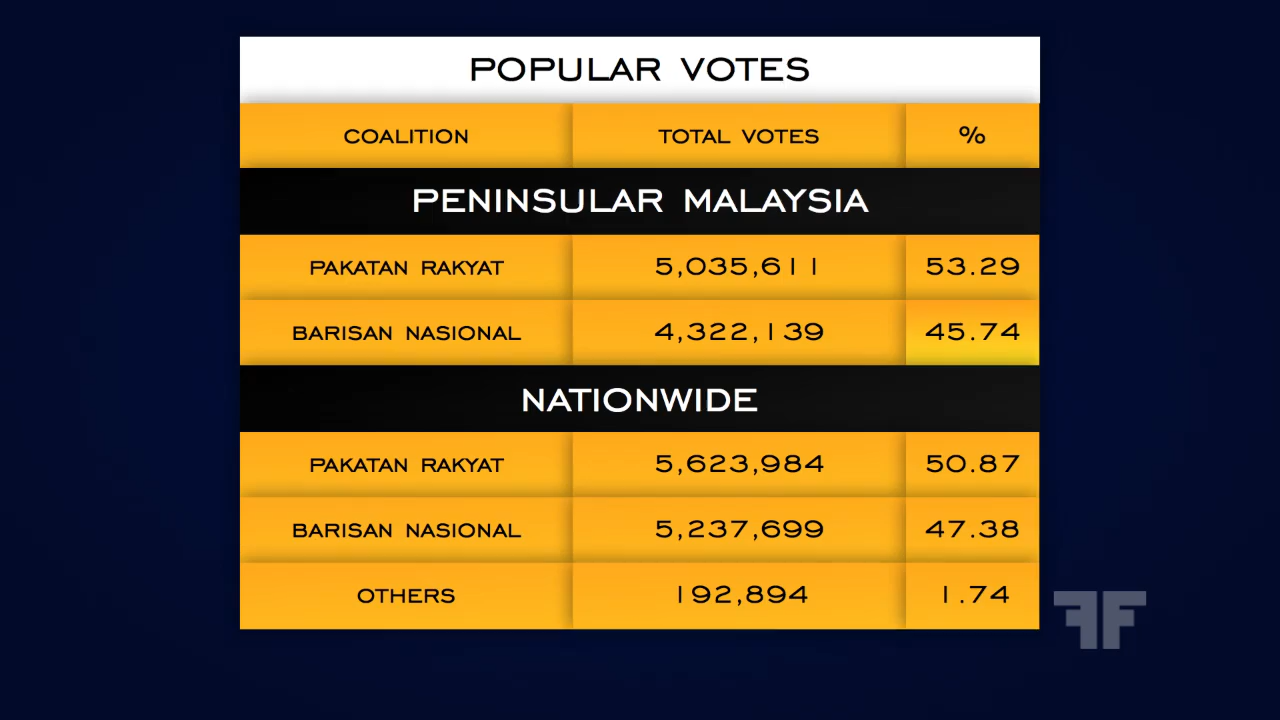 POPULAR VOTES
COALITION TOTAL VOTES %
PENINSULAR MALAYSIA
PAKATAN RAKYAT 5,035,611 53.29
BARISAN NASIONAL 4,322,139 45.74
NATIONWIDE
PAKATAN RAKYAT 5,623,984 50.87
BARISAN NASIONAL 5,237,699 47.38
OTHERS 192,894 1.74
FF